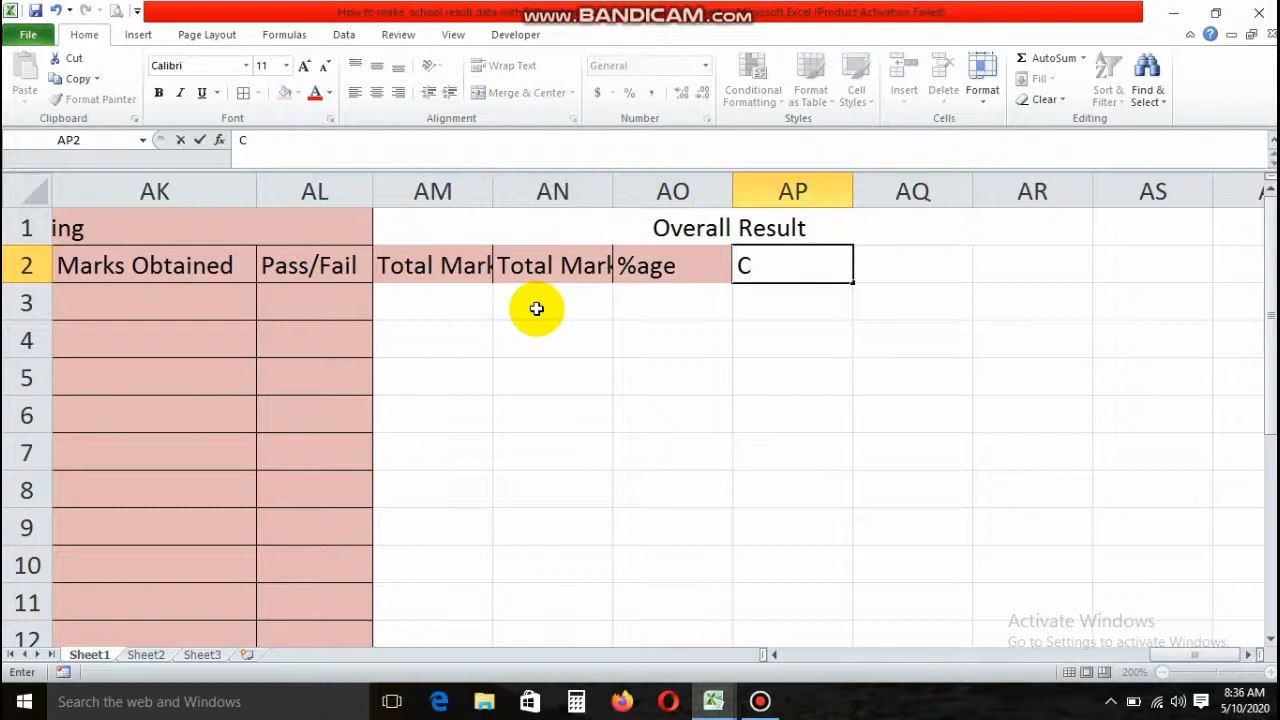 How to make school result data with
Microsoft Excel (Product Activation Failed)
www.BANDICAM.com
File Home Insert Page Layout Formulas Data Review View Developer
Cut
Copy
Format Painter
Paste
Clipboard
Calibri 11
B I U
Font
Wrap Text
Merge & Center
Alignment
General
$ % ,
Number
Conditional Formatting
Format as Table
Cell Styles
Styles
Insert Delete Format
Cells
AutoSum
Fill
Clear
Sort & Filter
Find & Select
Editing
AP2 fx C
AK AL AM AN AO AP AQ AR AS
1 ing Overall Result
2 Marks Obtained Pass/Fail Total Mark Total Mark %age C
3
4
5
6
7
8
9
10
11
12
Activate Windows
Go to Settings to activate Windows.
Sheet1 Sheet2 Sheet3
Enter 200%
Search the web and Windows
8:36 AM
5/10/2020